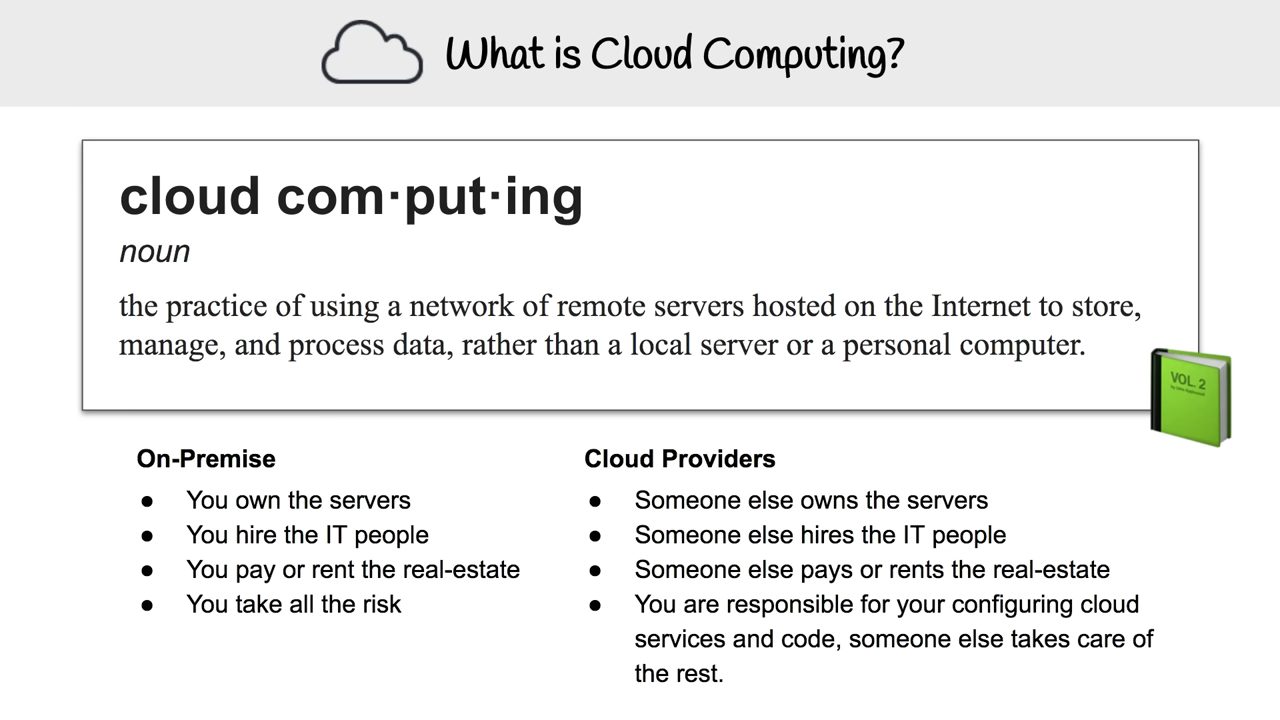 What is Cloud Computing?
cloud com·put·ing
noun
the practice of using a network of remote servers hosted on the Internet to store,
manage, and process data, rather than a local server or a personal computer.
VOL. 2
On-Premise
● You own the servers
● You hire the IT people
● You pay or rent the real-estate
● You take all the risk
Cloud Providers
● Someone else owns the servers
● Someone else hires the IT people
● Someone else pays or rents the real-estate
● You are responsible for your configuring cloud
services and code, someone else takes care of
the rest.